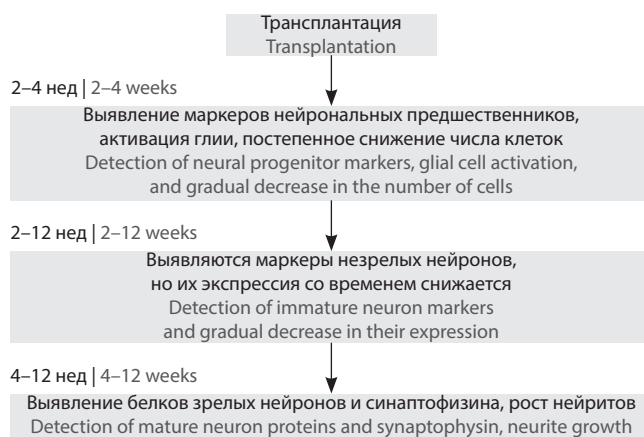 Трансплантация
Transplantation
2–4 нед | 2–4 weeks
Выявление маркеров нейрональных предшественников,
активация глии, постепенное снижение числа клеток
Detection of neural progenitor markers, glial cell activation,
and gradual decrease in the number of cells
2–12 нед | 2–12 weeks
Выявляются маркеры незрелых нейронов,
но их экспрессия со временем снижается
Detection of immature neuron markers
and gradual decrease in their expression
4–12 нед | 4–12 weeks
Выявление белков зрелых нейронов и синаптофизина, рост нейритов
Detection of mature neuron proteins and synaptophysin, neurite growth